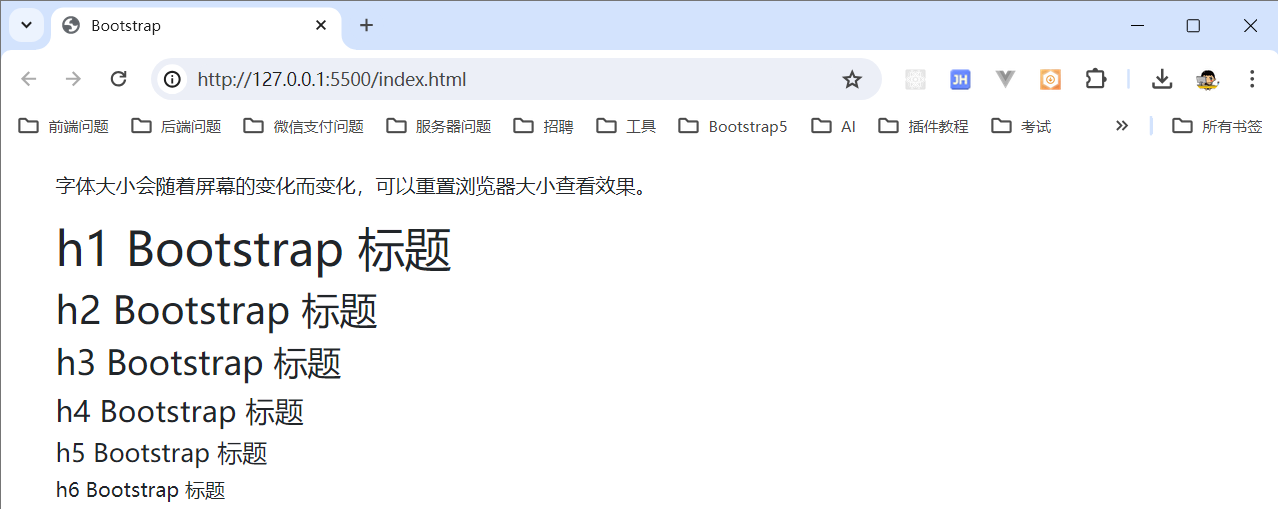 Bootstrap
http://127.0.0.1:5500/index.html
JH
前端问题 后端问题 微信支付问题 服务器问题 招聘 工具 Bootstrap5 AI 插件教程 考试 所有书签
字体大小会随着屏幕的变化而变化，可以重置浏览器大小查看效果。
h1 Bootstrap 标题
h2 Bootstrap 标题
h3 Bootstrap 标题
h4 Bootstrap 标题
h5 Bootstrap 标题
h6 Bootstrap 标题